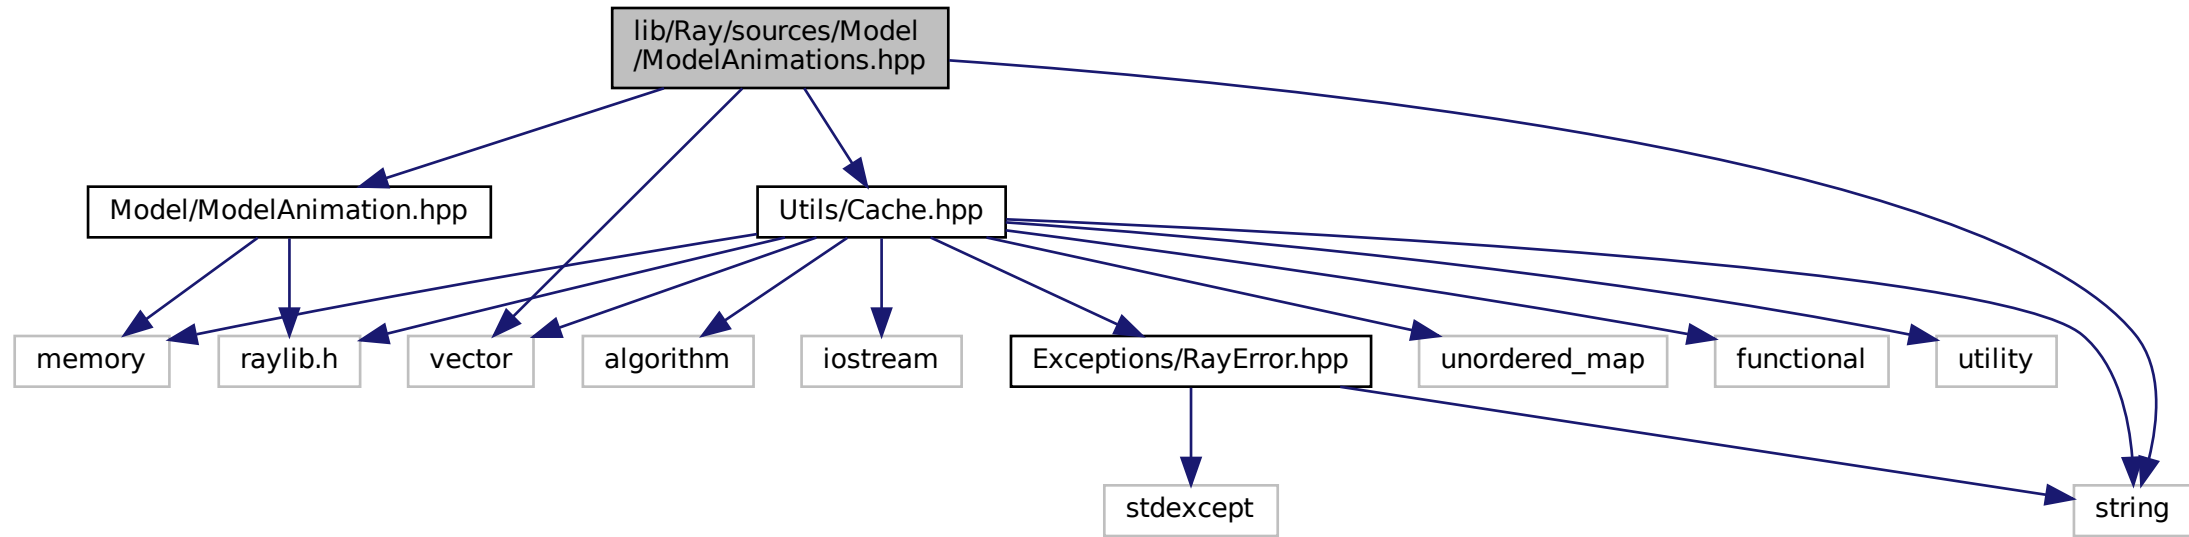 lib/Ray/sources/Model
/ModelAnimations.hpp
Model/ModelAnimation.hpp
Utils/Cache.hpp
memory
raylib.h
vector
algorithm
iostream
Exceptions/RayError.hpp
unordered_map
functional
utility
stdexcept
string